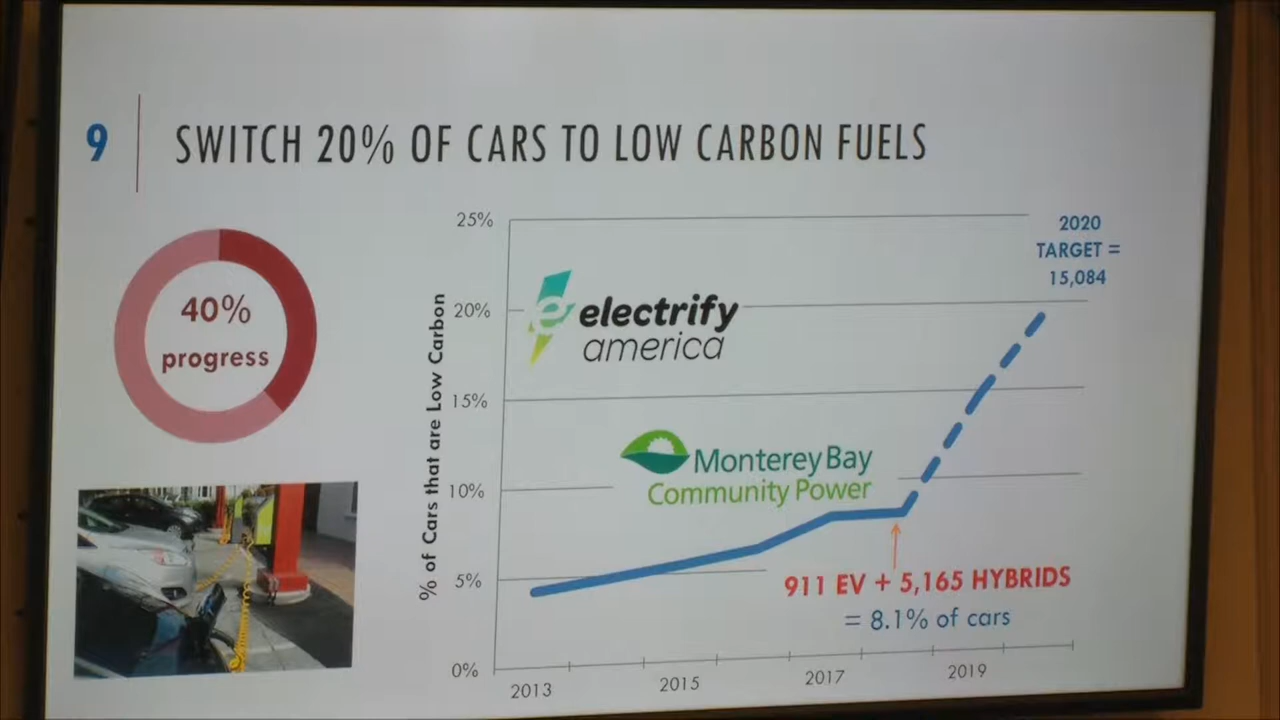 9
SWITCH 20% OF CARS TO LOW CARBON FUELS
40%
progress
% of Cars that are Low Carbon
25%
20%
15%
10%
5%
0%
2013
2015
2017
2019
electrify
america
Monterey Bay
Community Power
2020
TARGET =
15,084
911 EV + 5,165 HYBRIDS
= 8.1% of cars